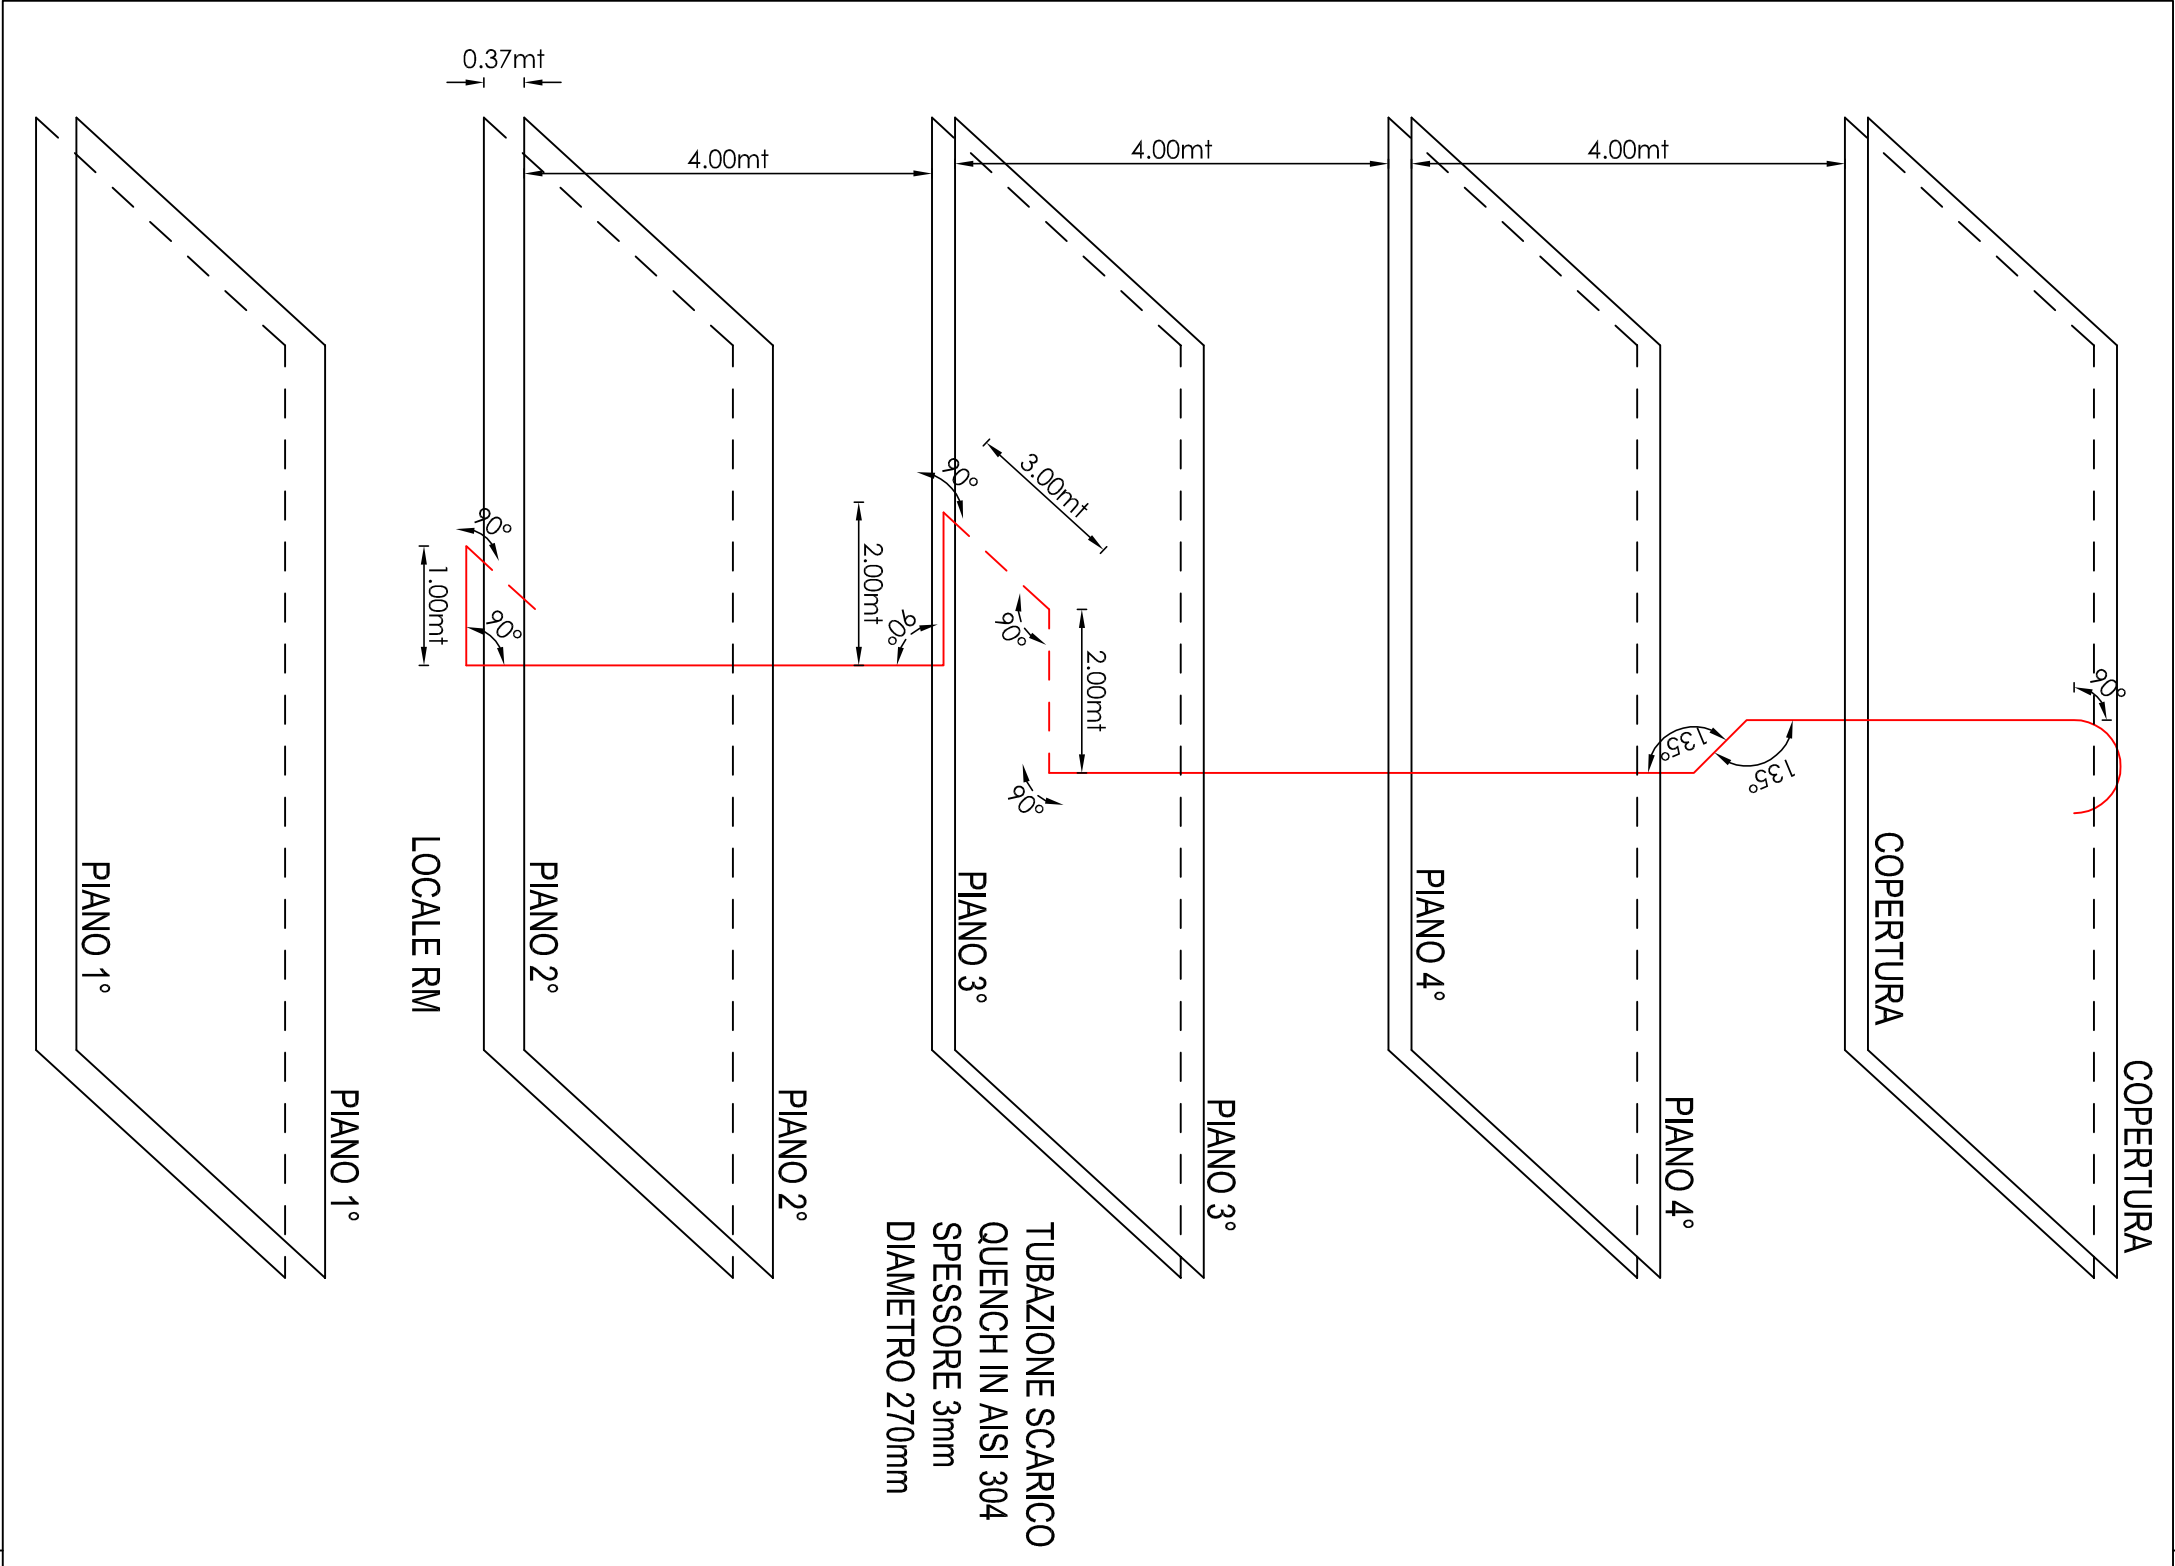 COPERTURA
COPERTURA
PIANO 4°
PIANO 4°
PIANO 3°
PIANO 3°
PIANO 2°
PIANO 2°
LOCALE RM
PIANO 1°
PIANO 1°
TUBAZIONE SCARICO
QUENCH IN AISI 304
SPESSORE 3mm
DIAMETRO 270mm
0.37mt
4.00mt
4.00mt
4.00mt
3.00mt
2.00mt
2.00mt
1.00mt
90°
90°
90°
90°
90°
90°
90°
135°
135°